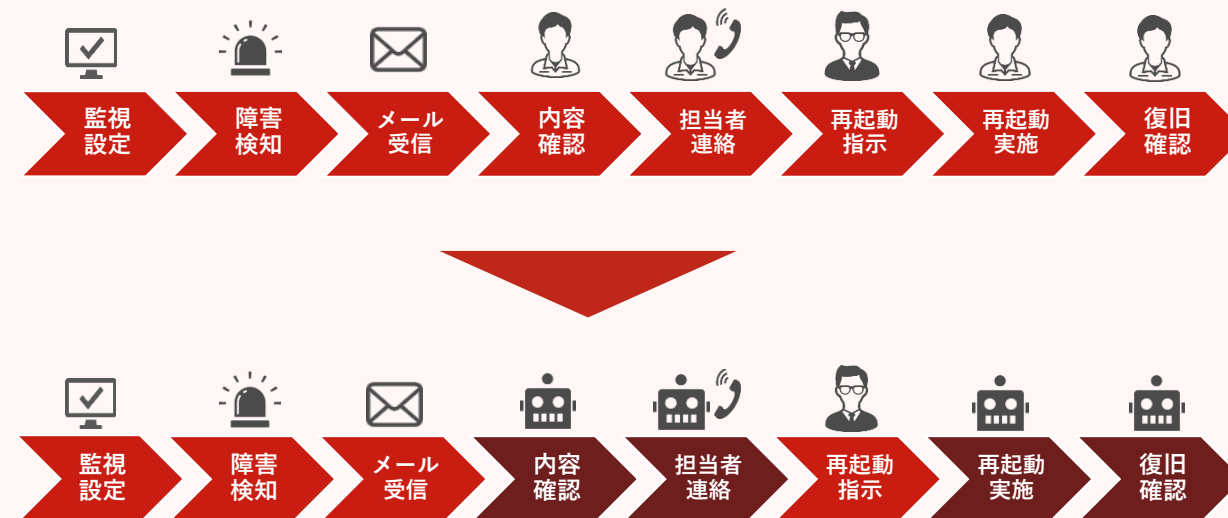 監視
設定
障害
検知
メール
受信
内容
確認
担当者
連絡
再起動
指示
再起動
実施
復旧
確認
監視
設定
障害
検知
メール
受信
内容
確認
担当者
連絡
再起動
指示
再起動
実施
復旧
確認